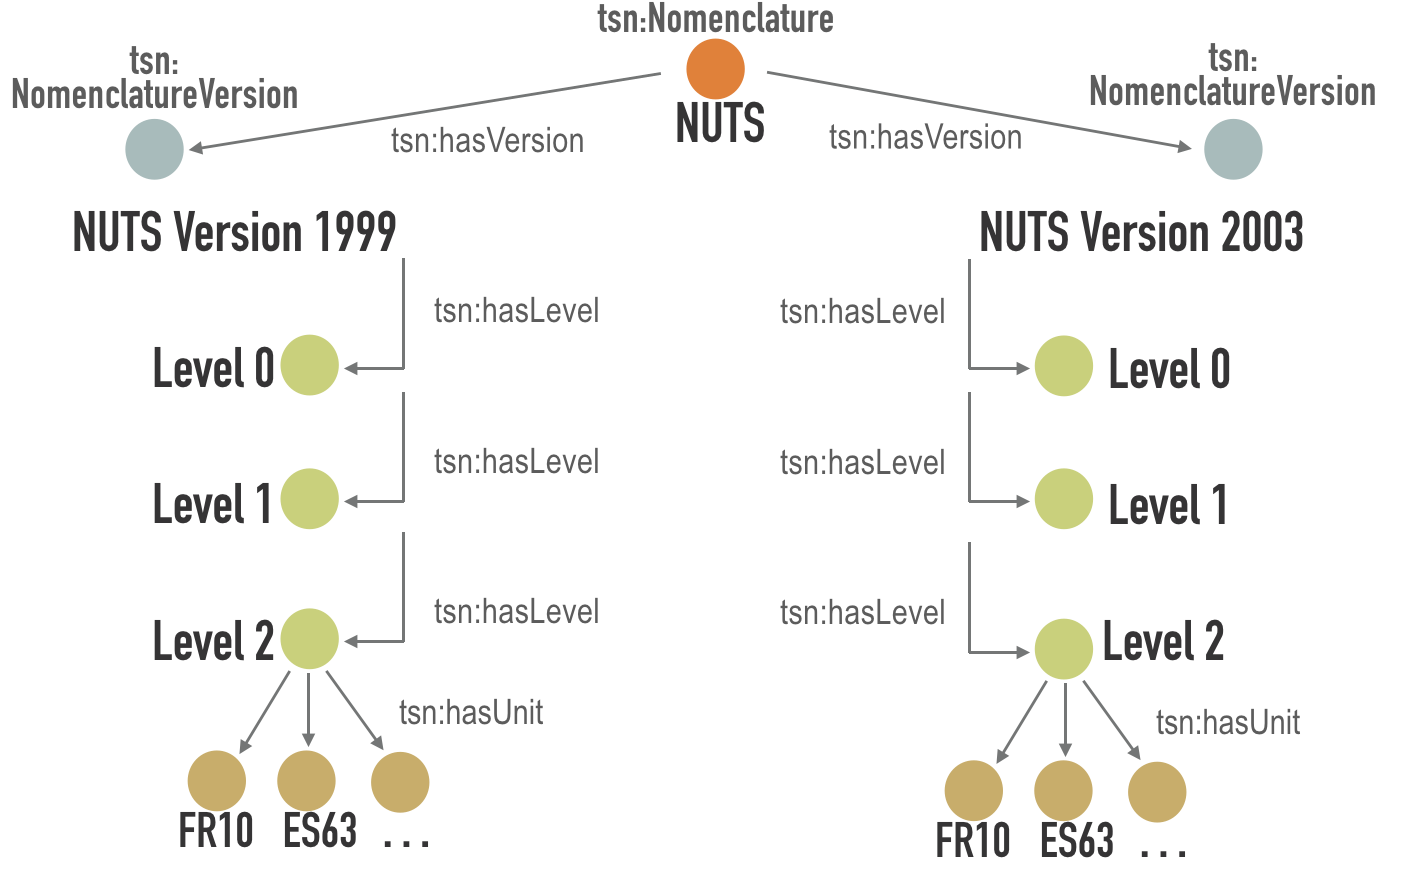 tsn:Nomenclature
NUTS
tsn:
NomenclatureVersion
tsn:hasVersion
tsn:hasVersion
tsn:
NomenclatureVersion
NUTS Version 1999
tsn:hasLevel
Level 0
tsn:hasLevel
Level 1
tsn:hasLevel
Level 2
tsn:hasUnit
FR10
ES63
...
NUTS Version 2003
tsn:hasLevel
Level 0
tsn:hasLevel
Level 1
tsn:hasLevel
Level 2
tsn:hasUnit
FR10
ES63
...